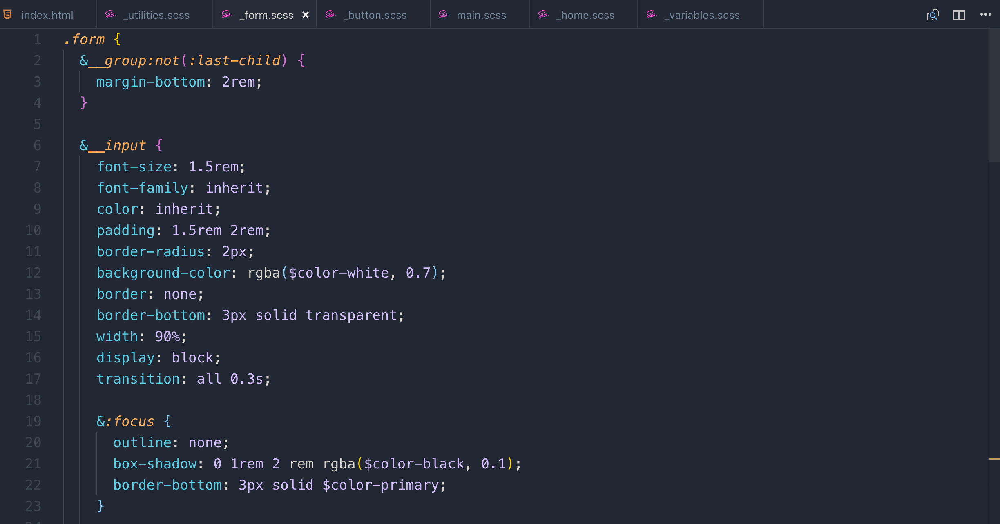 index.html _utilities.scss _form.scss × _button.scss main.scss _home.scss _variables.scss
1 .form {
2 &__group:not(:last-child) {
3 margin-bottom: 2rem;
4 }
5
6 &__input {
7 font-size: 1.5rem;
8 font-family: inherit;
9 color: inherit;
10 padding: 1.5rem 2rem;
11 border-radius: 2px;
12 background-color: rgba($color-white, 0.7);
13 border: none;
14 border-bottom: 3px solid transparent;
15 width: 90%;
16 display: block;
17 transition: all 0.3s;
18
19 &:focus {
20 outline: none;
21 box-shadow: 0 1rem 2 rem rgba($color-black, 0.1);
22 border-bottom: 3px solid $color-primary;
23 }